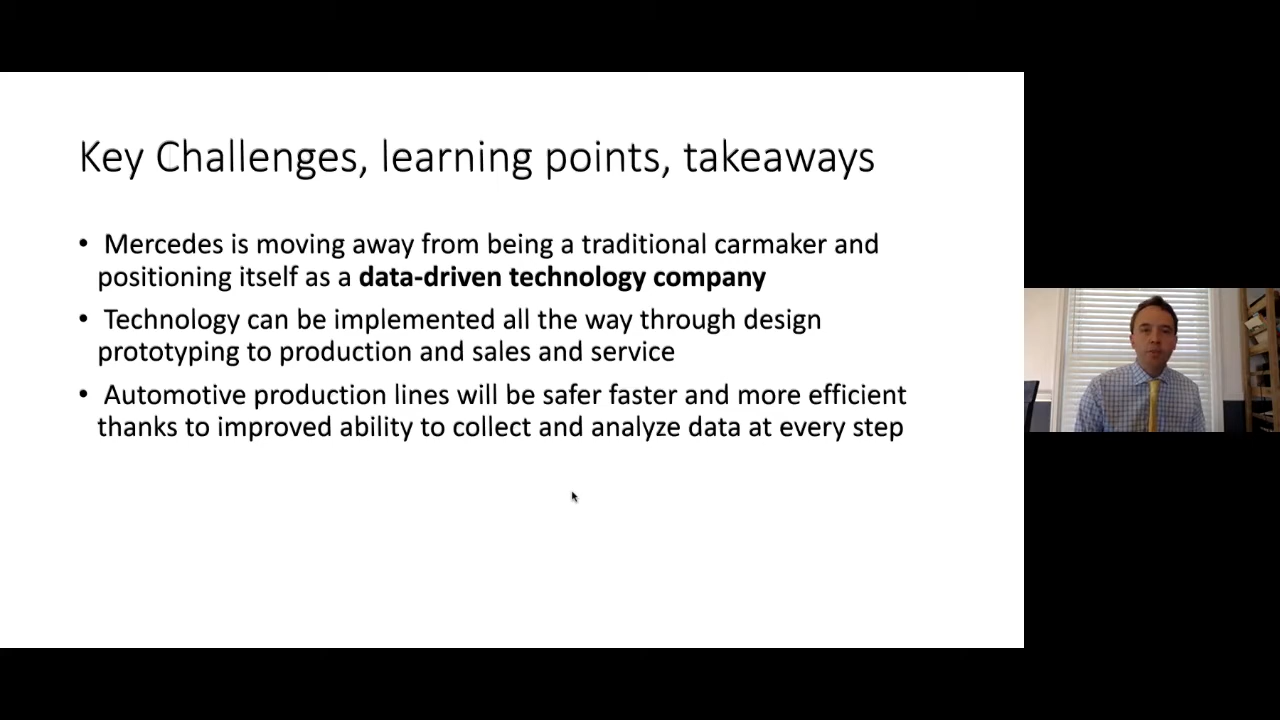 Key Challenges, learning points, takeaways
• Mercedes is moving away from being a traditional carmaker and
positioning itself as a data-driven technology company
• Technology can be implemented all the way through design
prototyping to production and sales and service
• Automotive production lines will be safer faster and more efficient
thanks to improved ability to collect and analyze data at every step